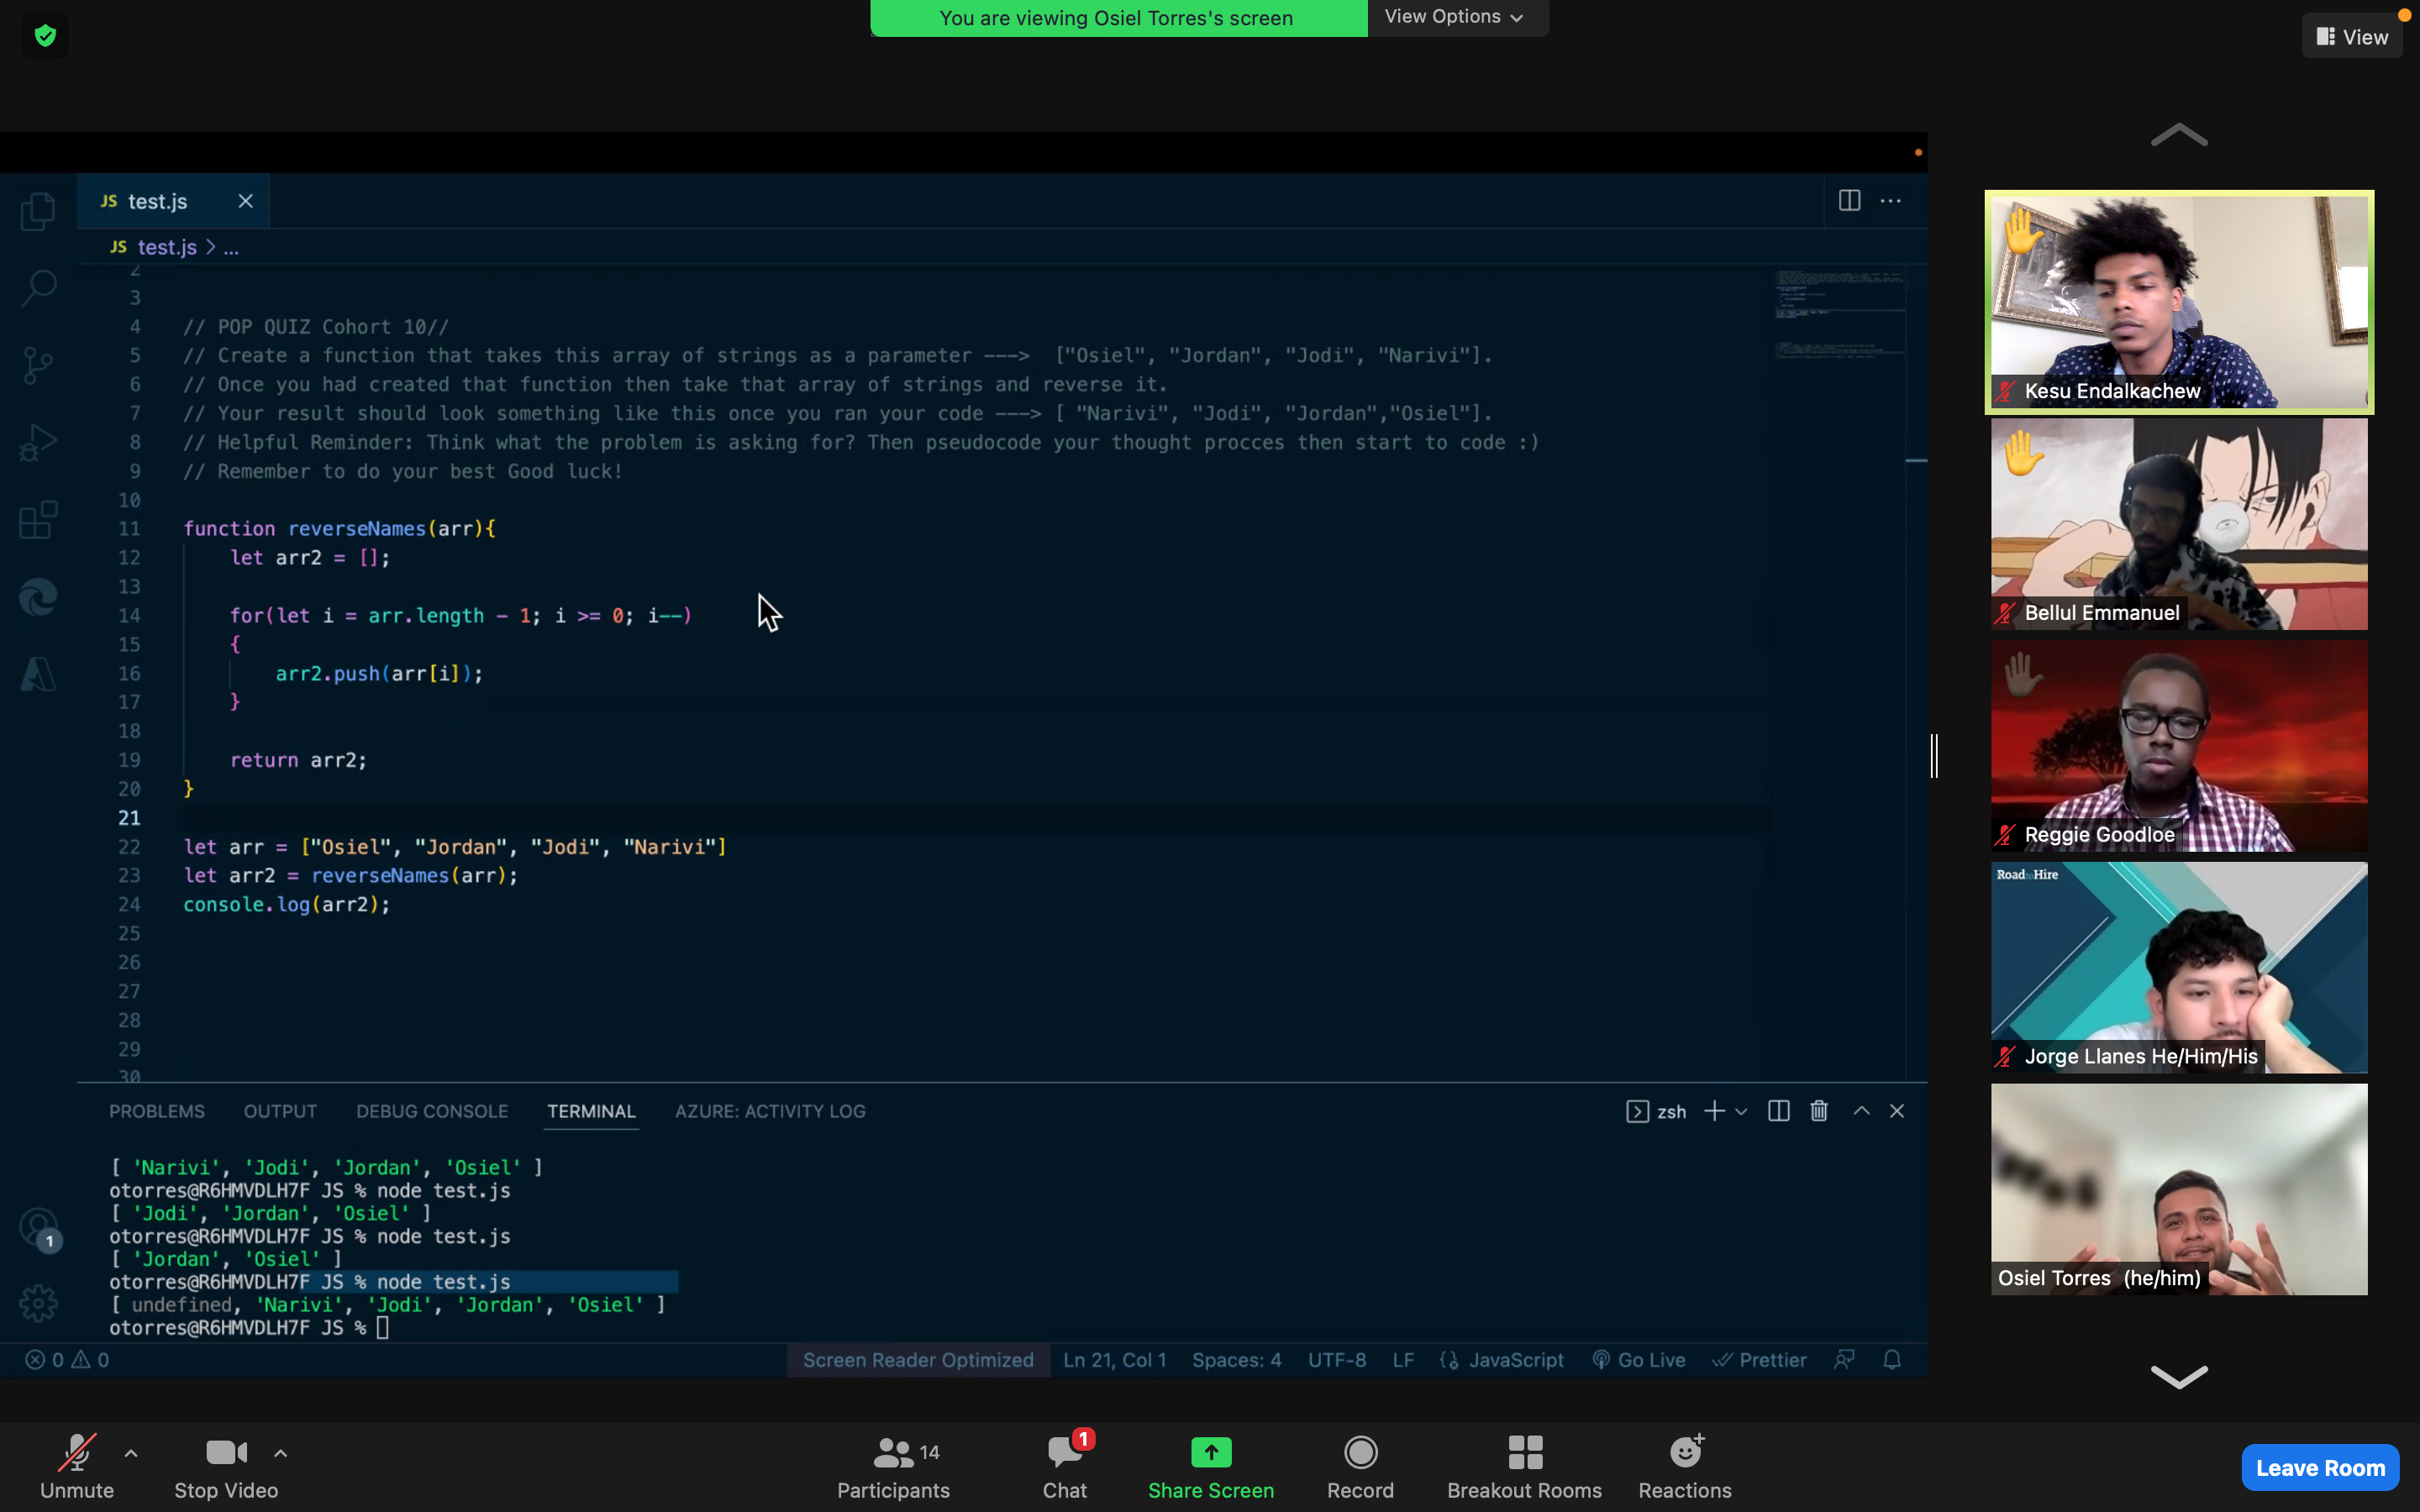 You are viewing Osiel Torres's screen
View Options
View
JS test.js
JS test.js > ...
2
3
4 // POP QUIZ Cohort 10//
5 // Create a function that takes this array of strings as a parameter ---> ["Osiel", "Jordan", "Jodi", "Narivi"].
6 // Once you had created that function then take that array of strings and reverse it.
7 // Your result should look something like this once you ran your code ---> [ "Narivi", "Jodi", "Jordan","Osiel"].
8 // Helpful Reminder: Think what the problem is asking for? Then pseudocode your thought procces then start to code :)
9 // Remember to do your best Good luck!
10
11 function reverseNames(arr){
12 let arr2 = [];
13
14 for(let i = arr.length - 1; i >= 0; i--)
15 {
16 arr2.push(arr[i]);
17 }
18
19 return arr2;
20 }
21
22 let arr = ["Osiel", "Jordan", "Jodi", "Narivi"]
23 let arr2 = reverseNames(arr);
24 console.log(arr2);
25
26
27
28
29
30
PROBLEMS OUTPUT DEBUG CONSOLE TERMINAL AZURE: ACTIVITY LOG
zsh
[ 'Narivi', 'Jodi', 'Jordan', 'Osiel' ]
otorres@R6HMVDLH7F JS % node test.js
[ 'Jodi', 'Jordan', 'Osiel' ]
otorres@R6HMVDLH7F JS % node test.js
[ 'Jordan', 'Osiel' ]
otorres@R6HMVDLH7F JS % node test.js
[ undefined, 'Narivi', 'Jodi', 'Jordan', 'Osiel' ]
otorres@R6HMVDLH7F JS %
1
0 0
Screen Reader Optimized Ln 21, Col 1 Spaces: 4 UTF-8 LF {} JavaScript Go Live Prettier
Kesu Endalkachew
Bellul Emmanuel
Reggie Goodloe
Road to Hire
Jorge Llanes He/Him/His
Osiel Torres (he/him)
Unmute
Stop Video
14
Participants
1
Chat
Share Screen
Record
Breakout Rooms
Reactions
Leave Room